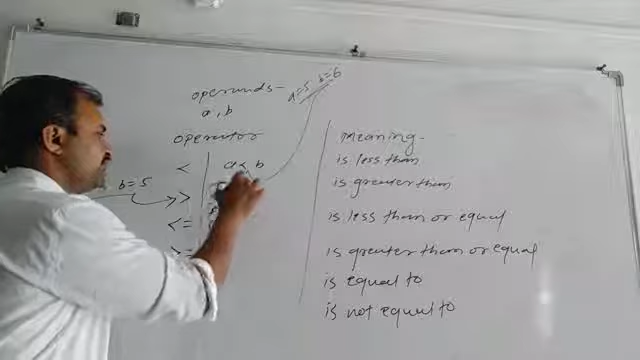 operands- a=5 b=6
a,b
operator Meaning-
< a < b is less than
b=5 > is greater than
<= is less than or equal
>= is greater than or equal
is equal to
is not equal to